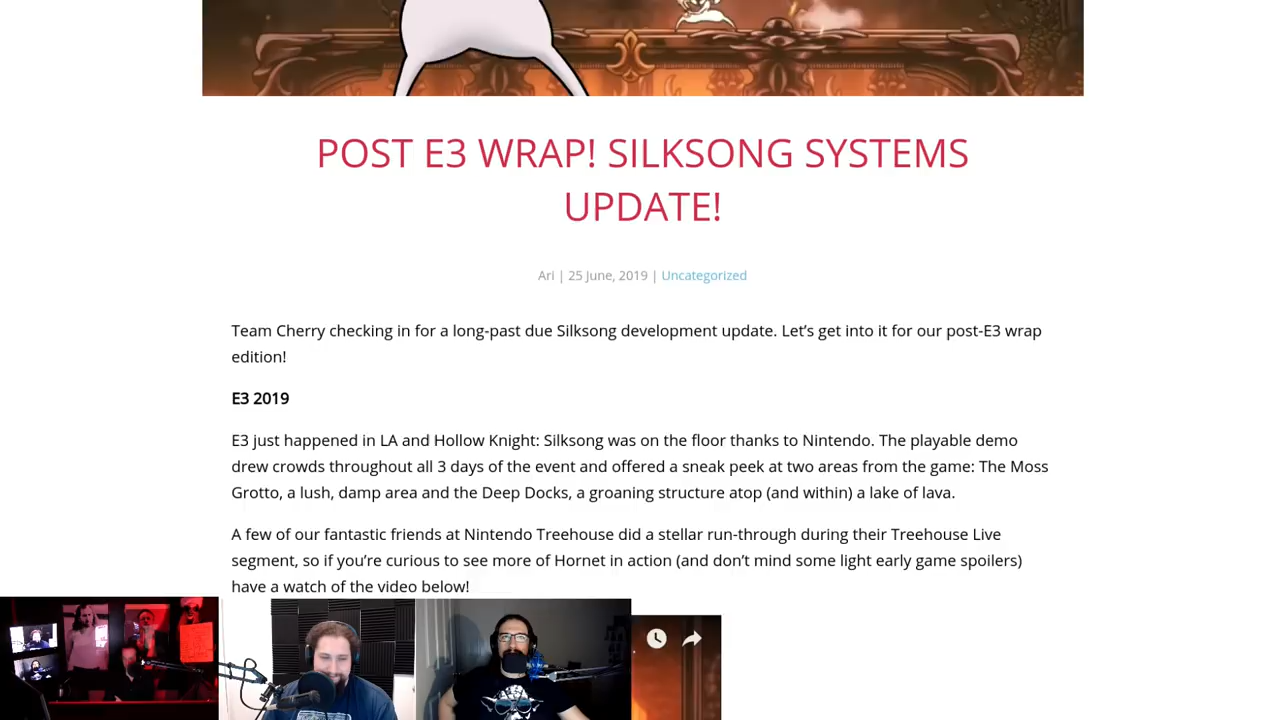 POST E3 WRAP! SILKSONG SYSTEMS
UPDATE!
Ari | 25 June, 2019 | Uncategorized
Team Cherry checking in for a long-past due Silksong development update. Let’s get into it for our post-E3 wrap
edition!
E3 2019
E3 just happened in LA and Hollow Knight: Silksong was on the floor thanks to Nintendo. The playable demo
drew crowds throughout all 3 days of the event and offered a sneak peek at two areas from the game: The Moss
Grotto, a lush, damp area and the Deep Docks, a groaning structure atop (and within) a lake of lava.
A few of our fantastic friends at Nintendo Treehouse did a stellar run-through during their Treehouse Live
segment, so if you’re curious to see more of Hornet in action (and don’t mind some light early game spoilers)
have a watch of the video below!